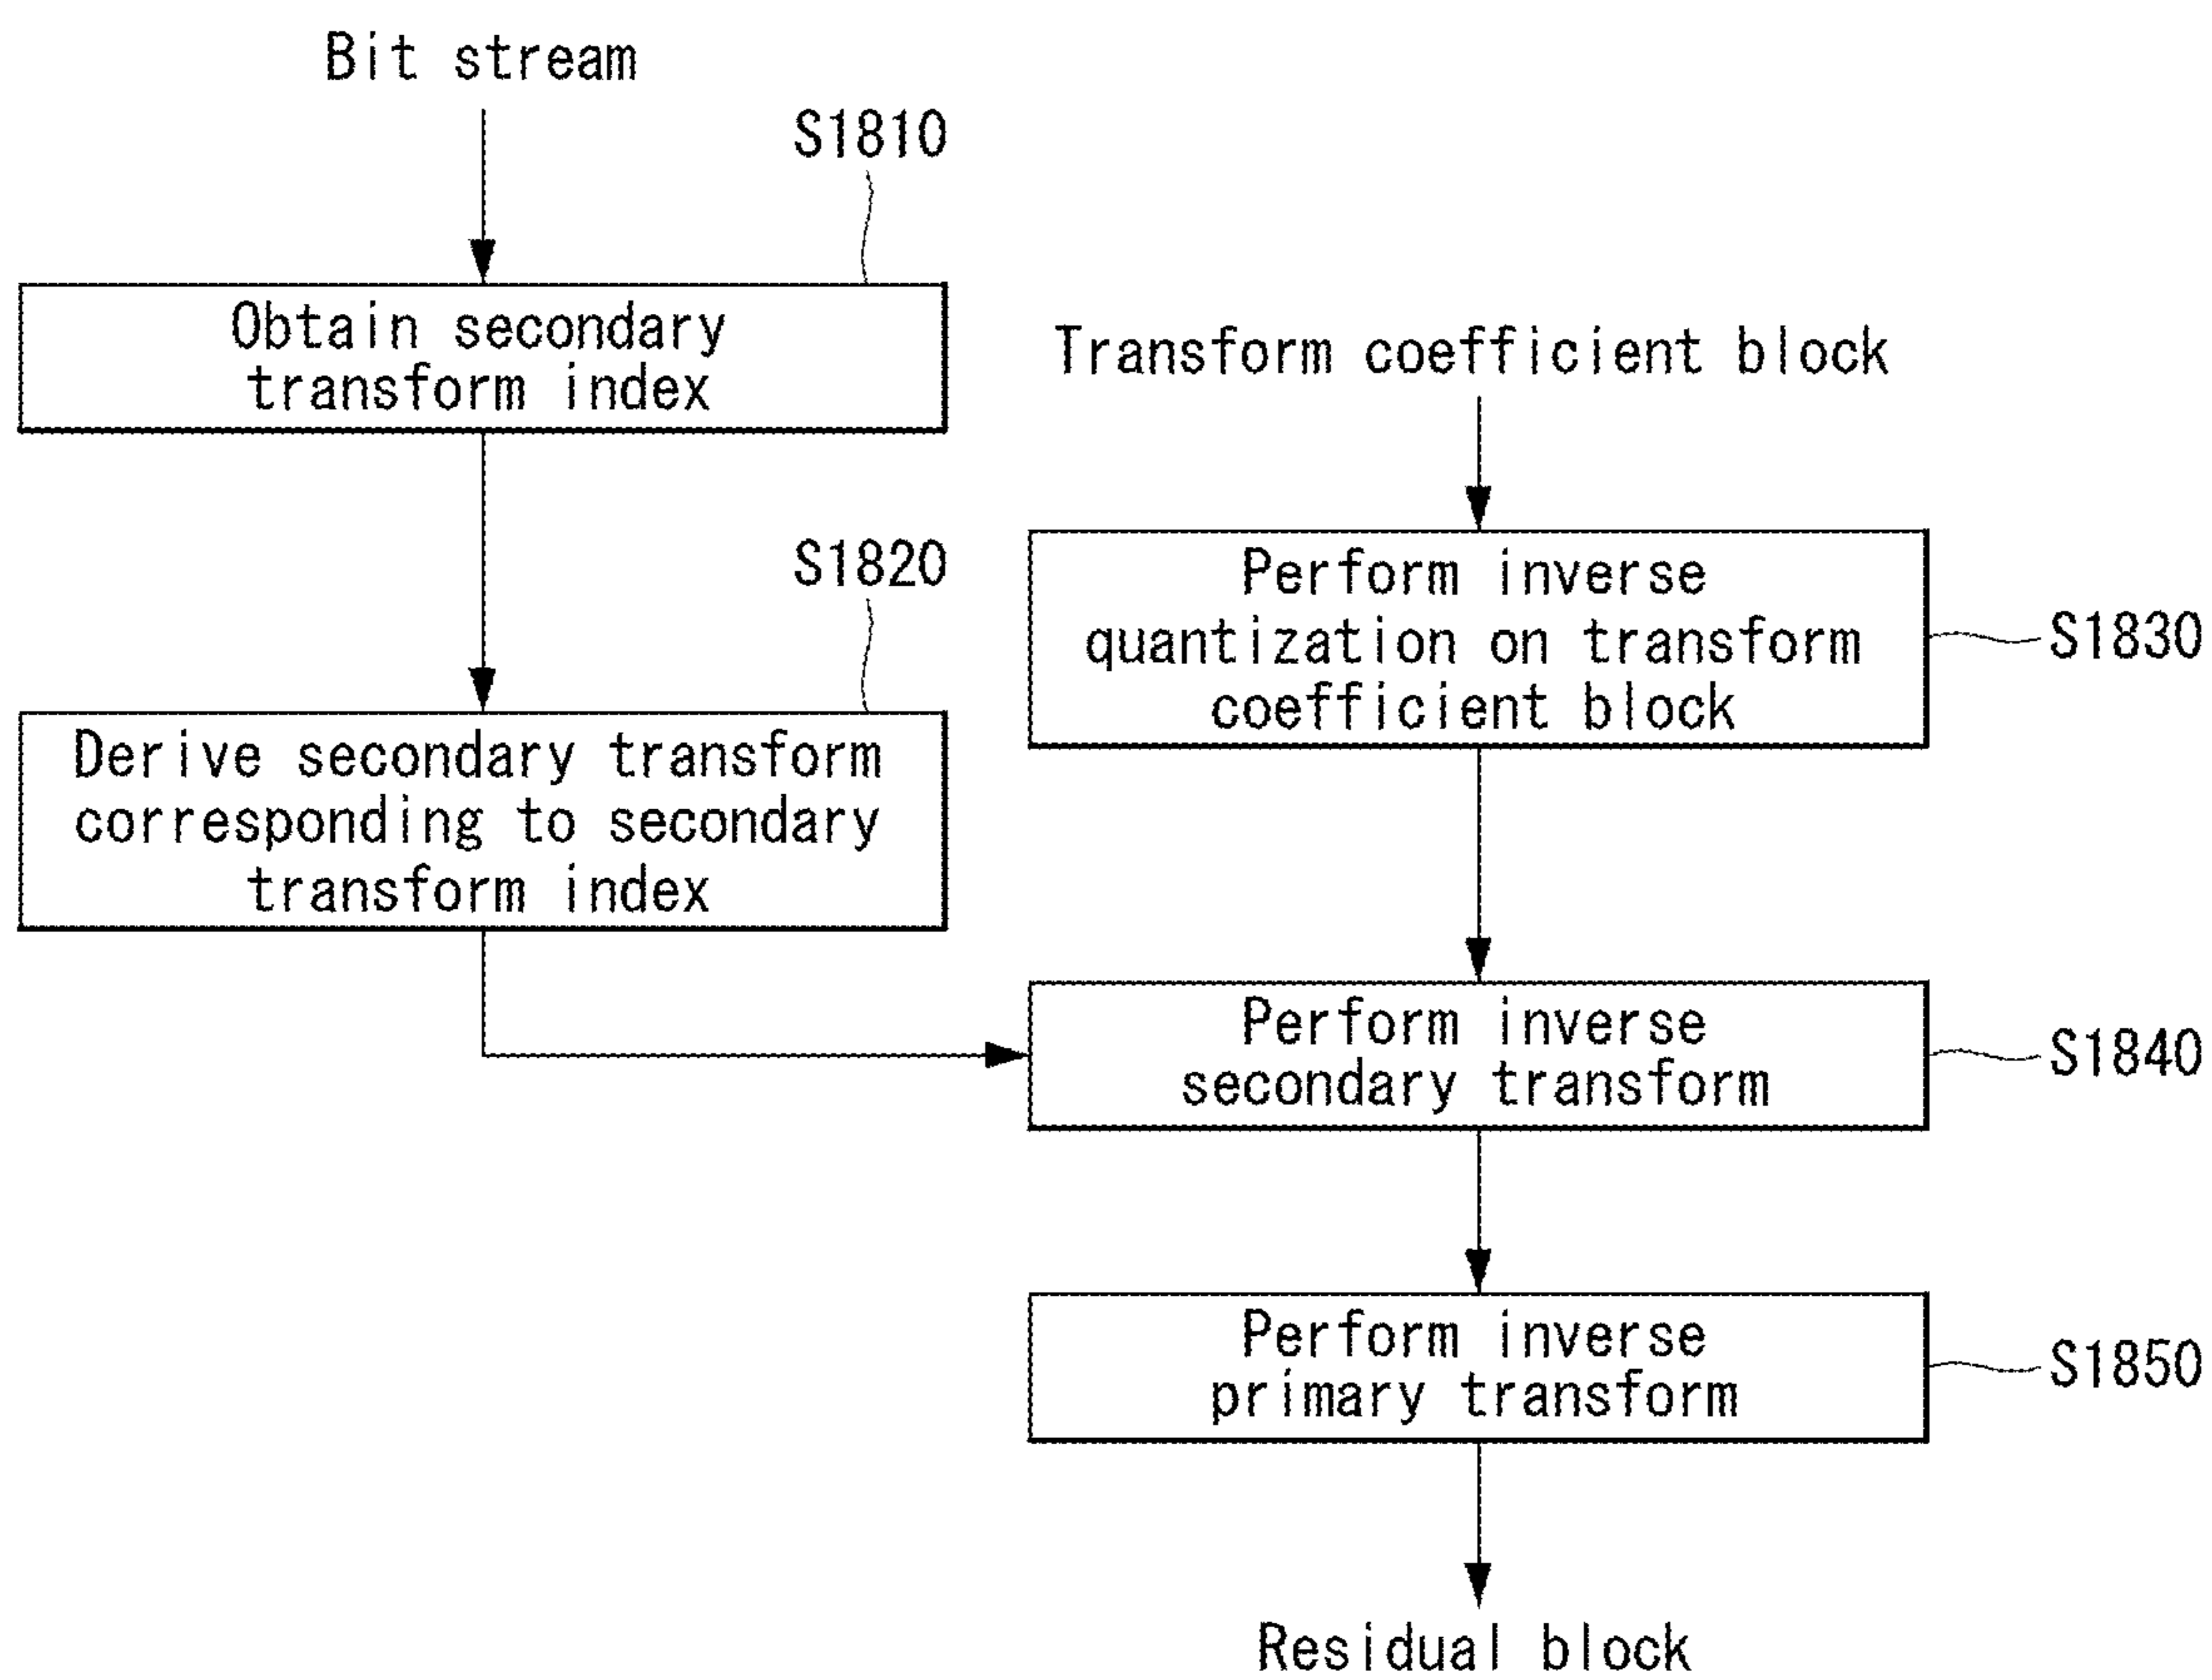 Bit stream
S1810
Obtain secondary
transform index
S1820
Derive secondary transform
corresponding to secondary
transform index
Transform coefficient block
Perform inverse
quantization on transform
coefficient block
S1830
Perform inverse
secondary transform
S1840
Perform inverse
primary transform
S1850
Residual block